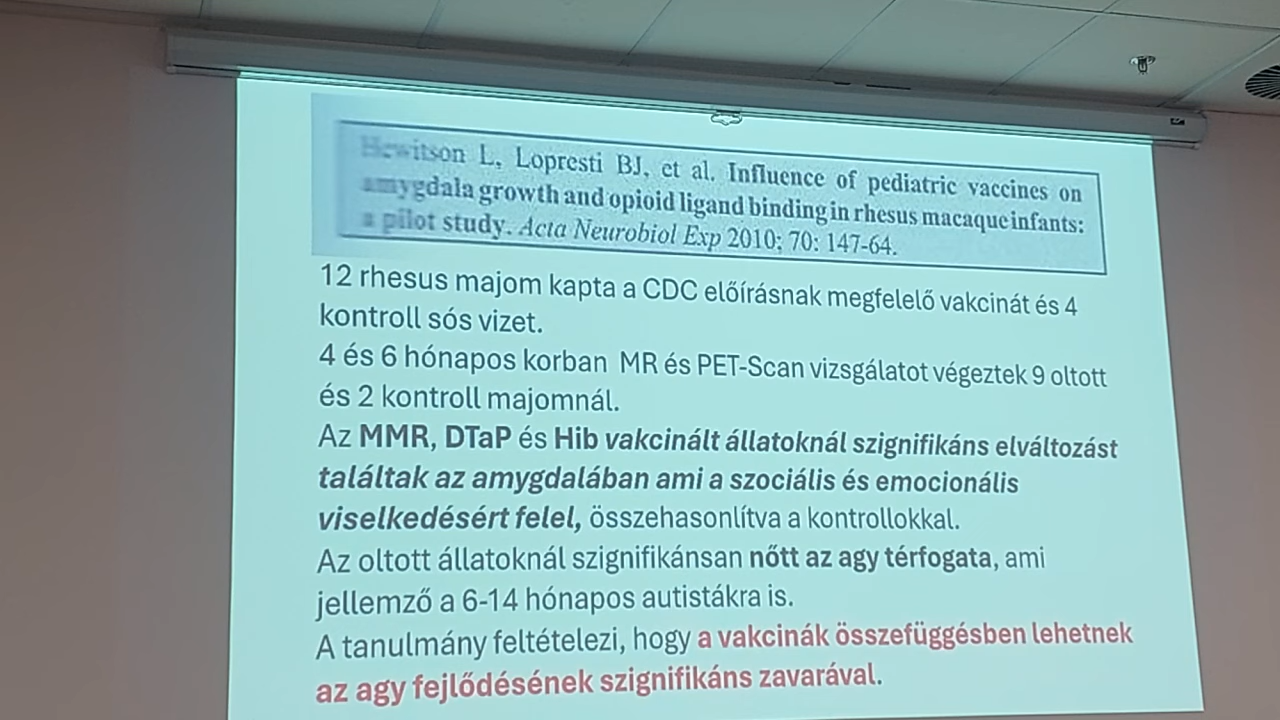 Hewitson L, Lopresti BJ, et al. Influence of pediatric vaccines on
amygdala growth and opioid ligand binding in rhesus macaque infants:
a pilot study. Acta Neurobiol Exp 2010; 70: 147-64.
12 rhesus majom kapta a CDC előírásnak megfelelő vakcinát és 4
kontroll sós vizet.
4 és 6 hónapos korban MR és PET-Scan vizsgálatot végeztek 9 oltott
és 2 kontroll majomnál.
Az MMR, DTaP és Hib vakcinált állatoknál szignifikáns elváltozást
találtak az amygdalában ami a szociális és emocionális
viselkedésért felel, összehasonlítva a kontrollokkal.
Az oltott állatoknál szignifikánsan nőtt az agy térfogata, ami
jellemző a 6-14 hónapos autistákra is.
A tanulmány feltételezi, hogy a vakcinák összefüggésben lehetnek
az agy fejlődésének szignifikáns zavarával.